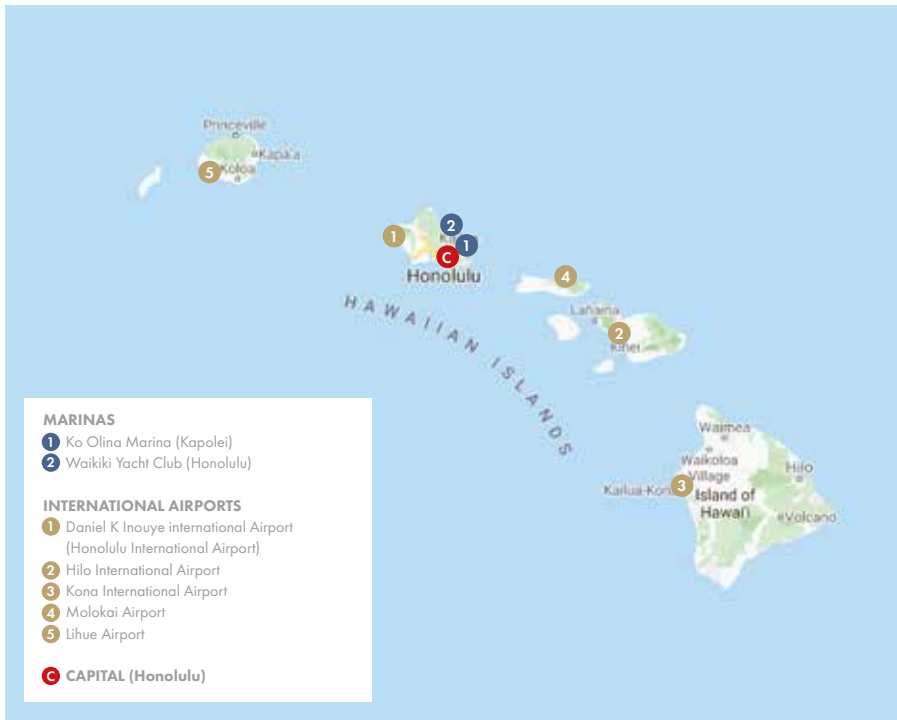 Princeville
Kapa'a
5
Koloa
2
1
1
C
Honolulu
4
HAWAIIAN ISLANDS
Lahaina
2
Kihei
Waimea
Waikoloa
Village
Hilo
3
Kailua-Kona
Island of
Hawai'i
Volcano
MARINAS
1 Ko Olina Marina (Kapolei)
2 Waikiki Yacht Club (Honolulu)
INTERNATIONAL AIRPORTS
1 Daniel K Inouye international Airport
(Honolulu International Airport)
2 Hilo International Airport
3 Kona International Airport
4 Molokai Airport
5 Lihue Airport
C CAPITAL (Honolulu)